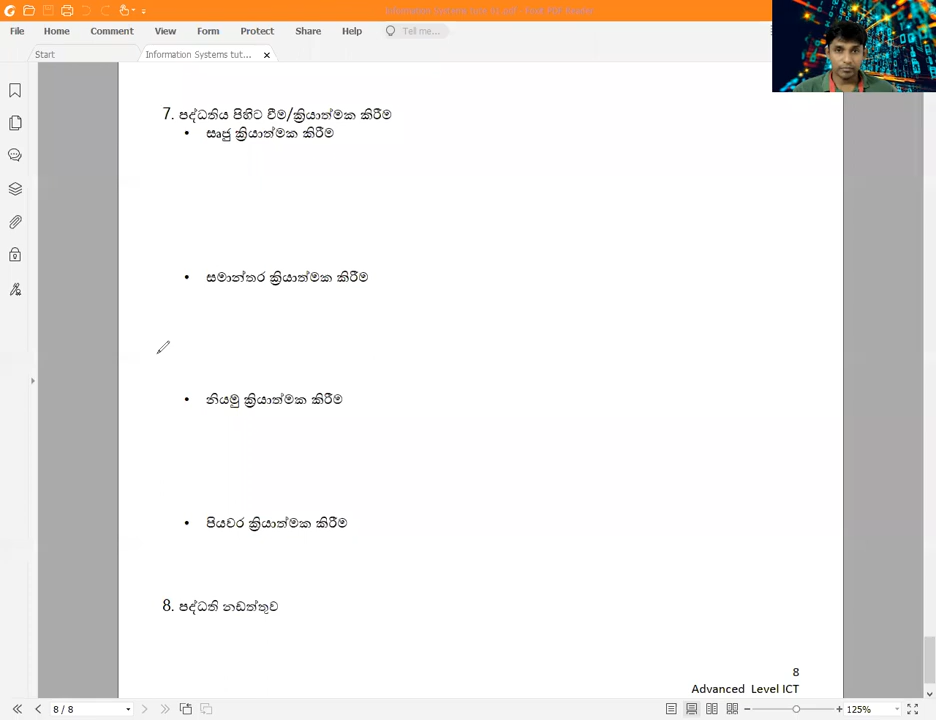 File Home Comment View Form Protect Share Help Tell me...
Start Information Systems tut... ×
7. පද්ධතිය පිහිට වීම/ක්‍රියාත්මක කිරීම
• සෘජු ක්‍රියාත්මක කිරීම
• සමාන්තර ක්‍රියාත්මක කිරීම
• නියමු ක්‍රියාත්මක කිරීම
• පියවර ක්‍රියාත්මක කිරීම
8. පද්ධති නඩත්තුව
8
Advanced Level ICT
8 / 8 125%